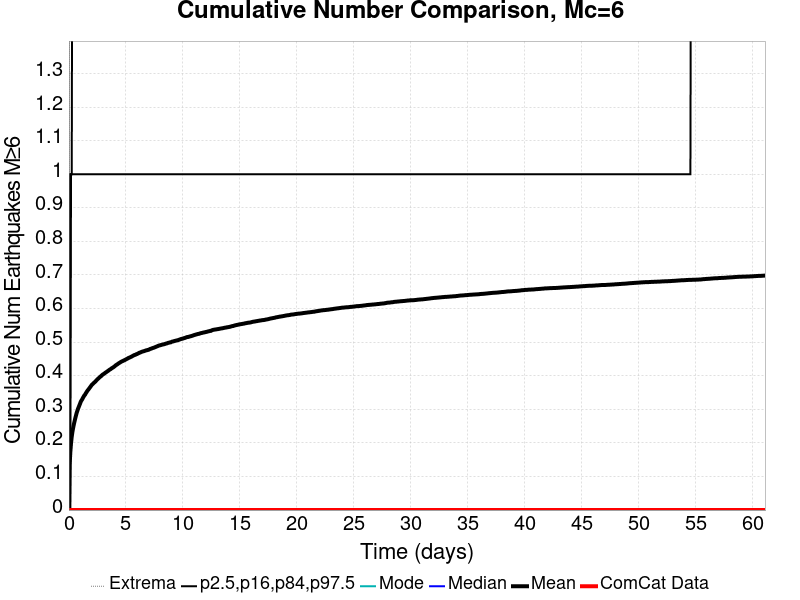 Cumulative Number Comparison, Mc=6
Cumulative Num Earthquakes M≥6
1.3
1.2
1.1
1
0.9
0.8
0.7
0.6
0.5
0.4
0.3
0.2
0.1
0
0 5 10 15 20 25 30 35 40 45 50 55 60
Time (days)
Extrema p2.5,p16,p84,p97.5 Mode Median Mean ComCat Data